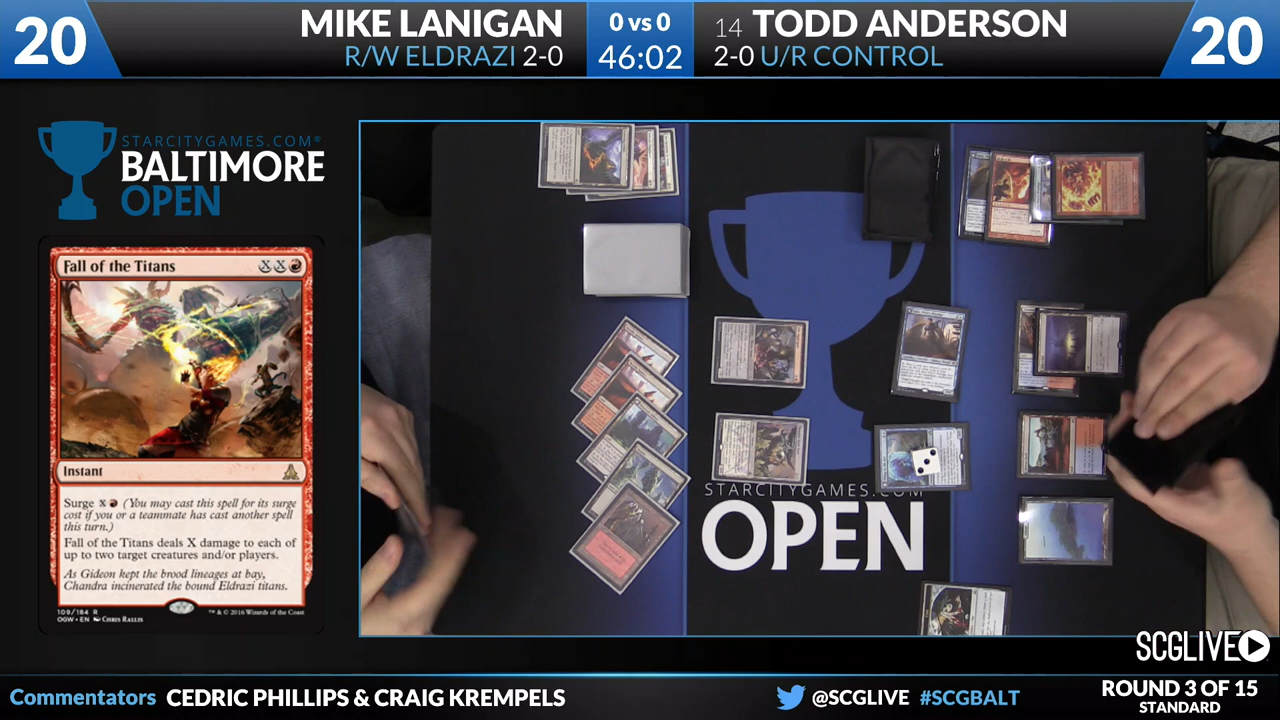 20
MIKE LANIGAN
R/W ELDRAZI 2-0
0 vs 0
46:02
14 TODD ANDERSON
2-0 U/R CONTROL
20
STARCITYGAMES.COM®
BALTIMORE
OPEN
Fall of the Titans XXR
Instant
Surge X R (You may cast this spell for its surge
cost if you or a teammate has cast another spell
this turn.)
Fall of the Titans deals X damage to each of
up to two target creatures and/or players.
As Gideon kept the brood lineages at bay,
Chandra incinerated the bound Eldrazi titans.
109/184 R
OGW • EN CHRIS RALLIS
™ & © 2016 Wizards of the Coast
STARCITYGAMES.COM
OPEN
SCGLIVE
Commentators CEDRIC PHILLIPS & CRAIG KREMPELS
@SCGLIVE #SCGBALT
ROUND 3 OF 15
STANDARD